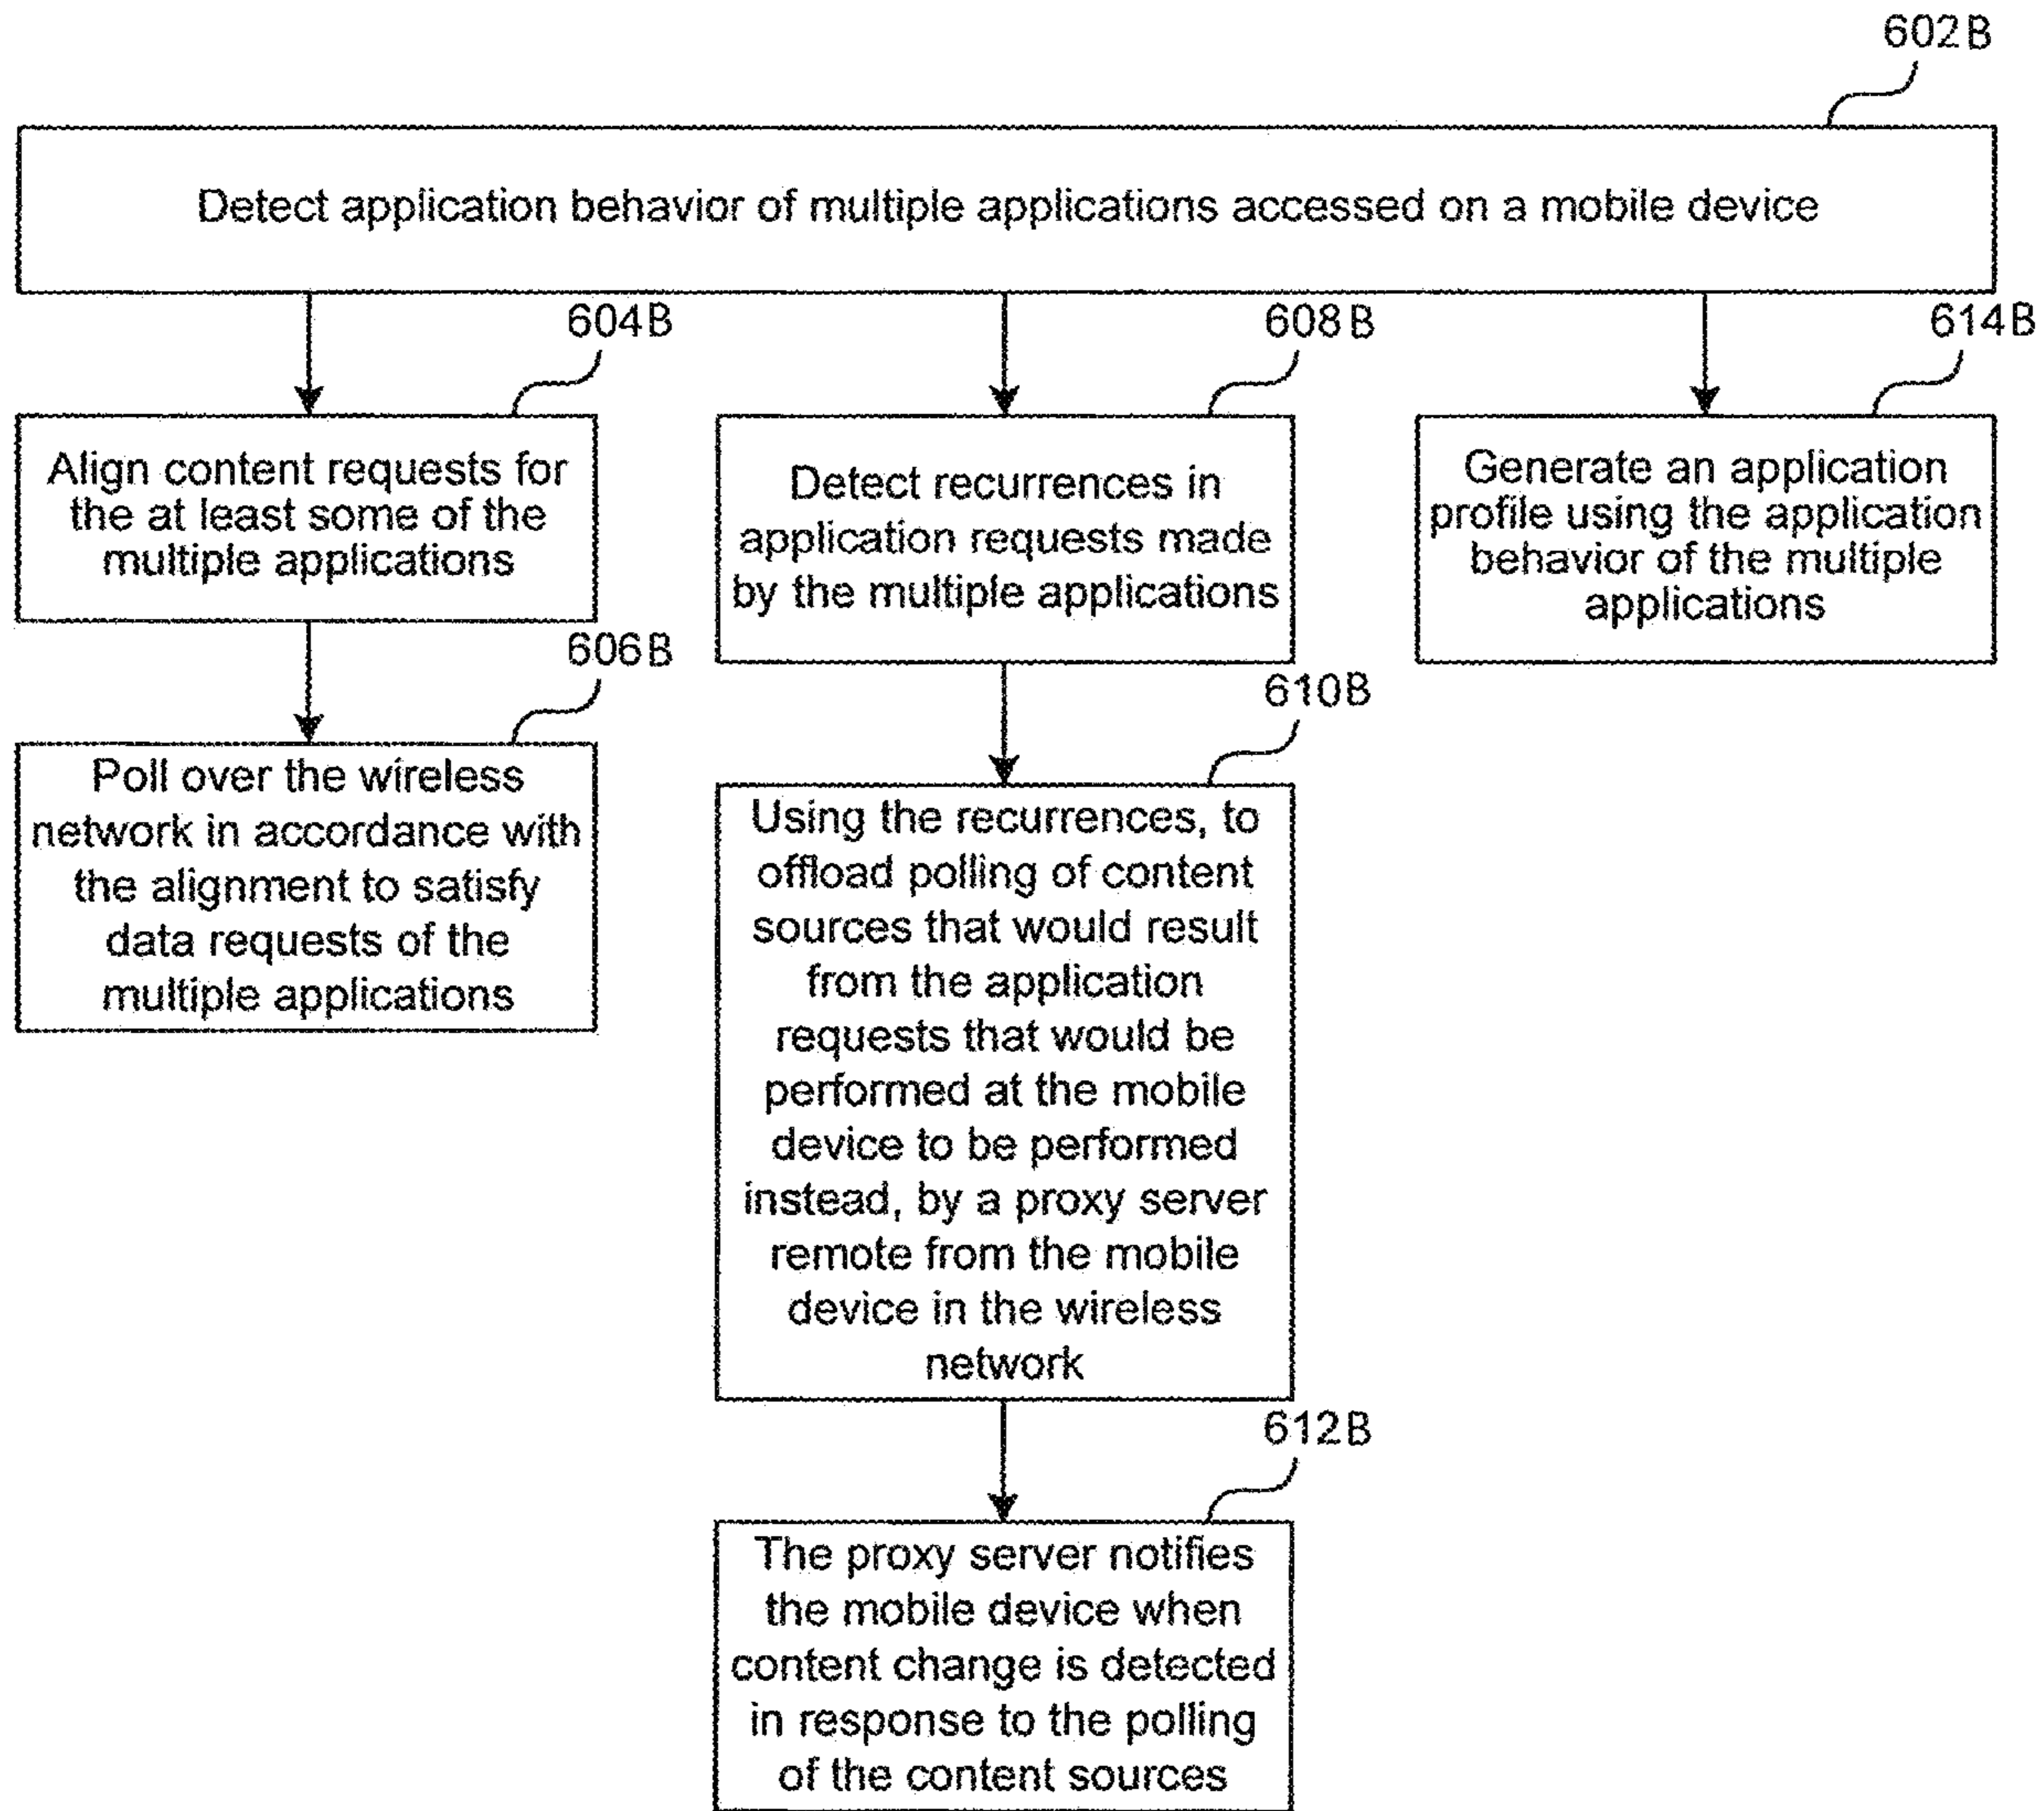 602B
Detect application behavior of multiple applications accessed on a mobile device
604B
Align content requests for
the at least some of the
multiple applications
606B
Poll over the wireless
network in accordance with
the alignment to satisfy
data requests of the
multiple applications
608B
Detect recurrences in
application requests made
by the multiple applications
610B
Using the recurrences, to
offload polling of content
sources that would result
from the application
requests that would be
performed at the mobile
device to be performed
instead, by a proxy server
remote from the mobile
device in the wireless
network
612B
The proxy server notifies
the mobile device when
content change is detected
in response to the polling
of the content sources
614B
Generate an application
profile using the application
behavior of the multiple
applications